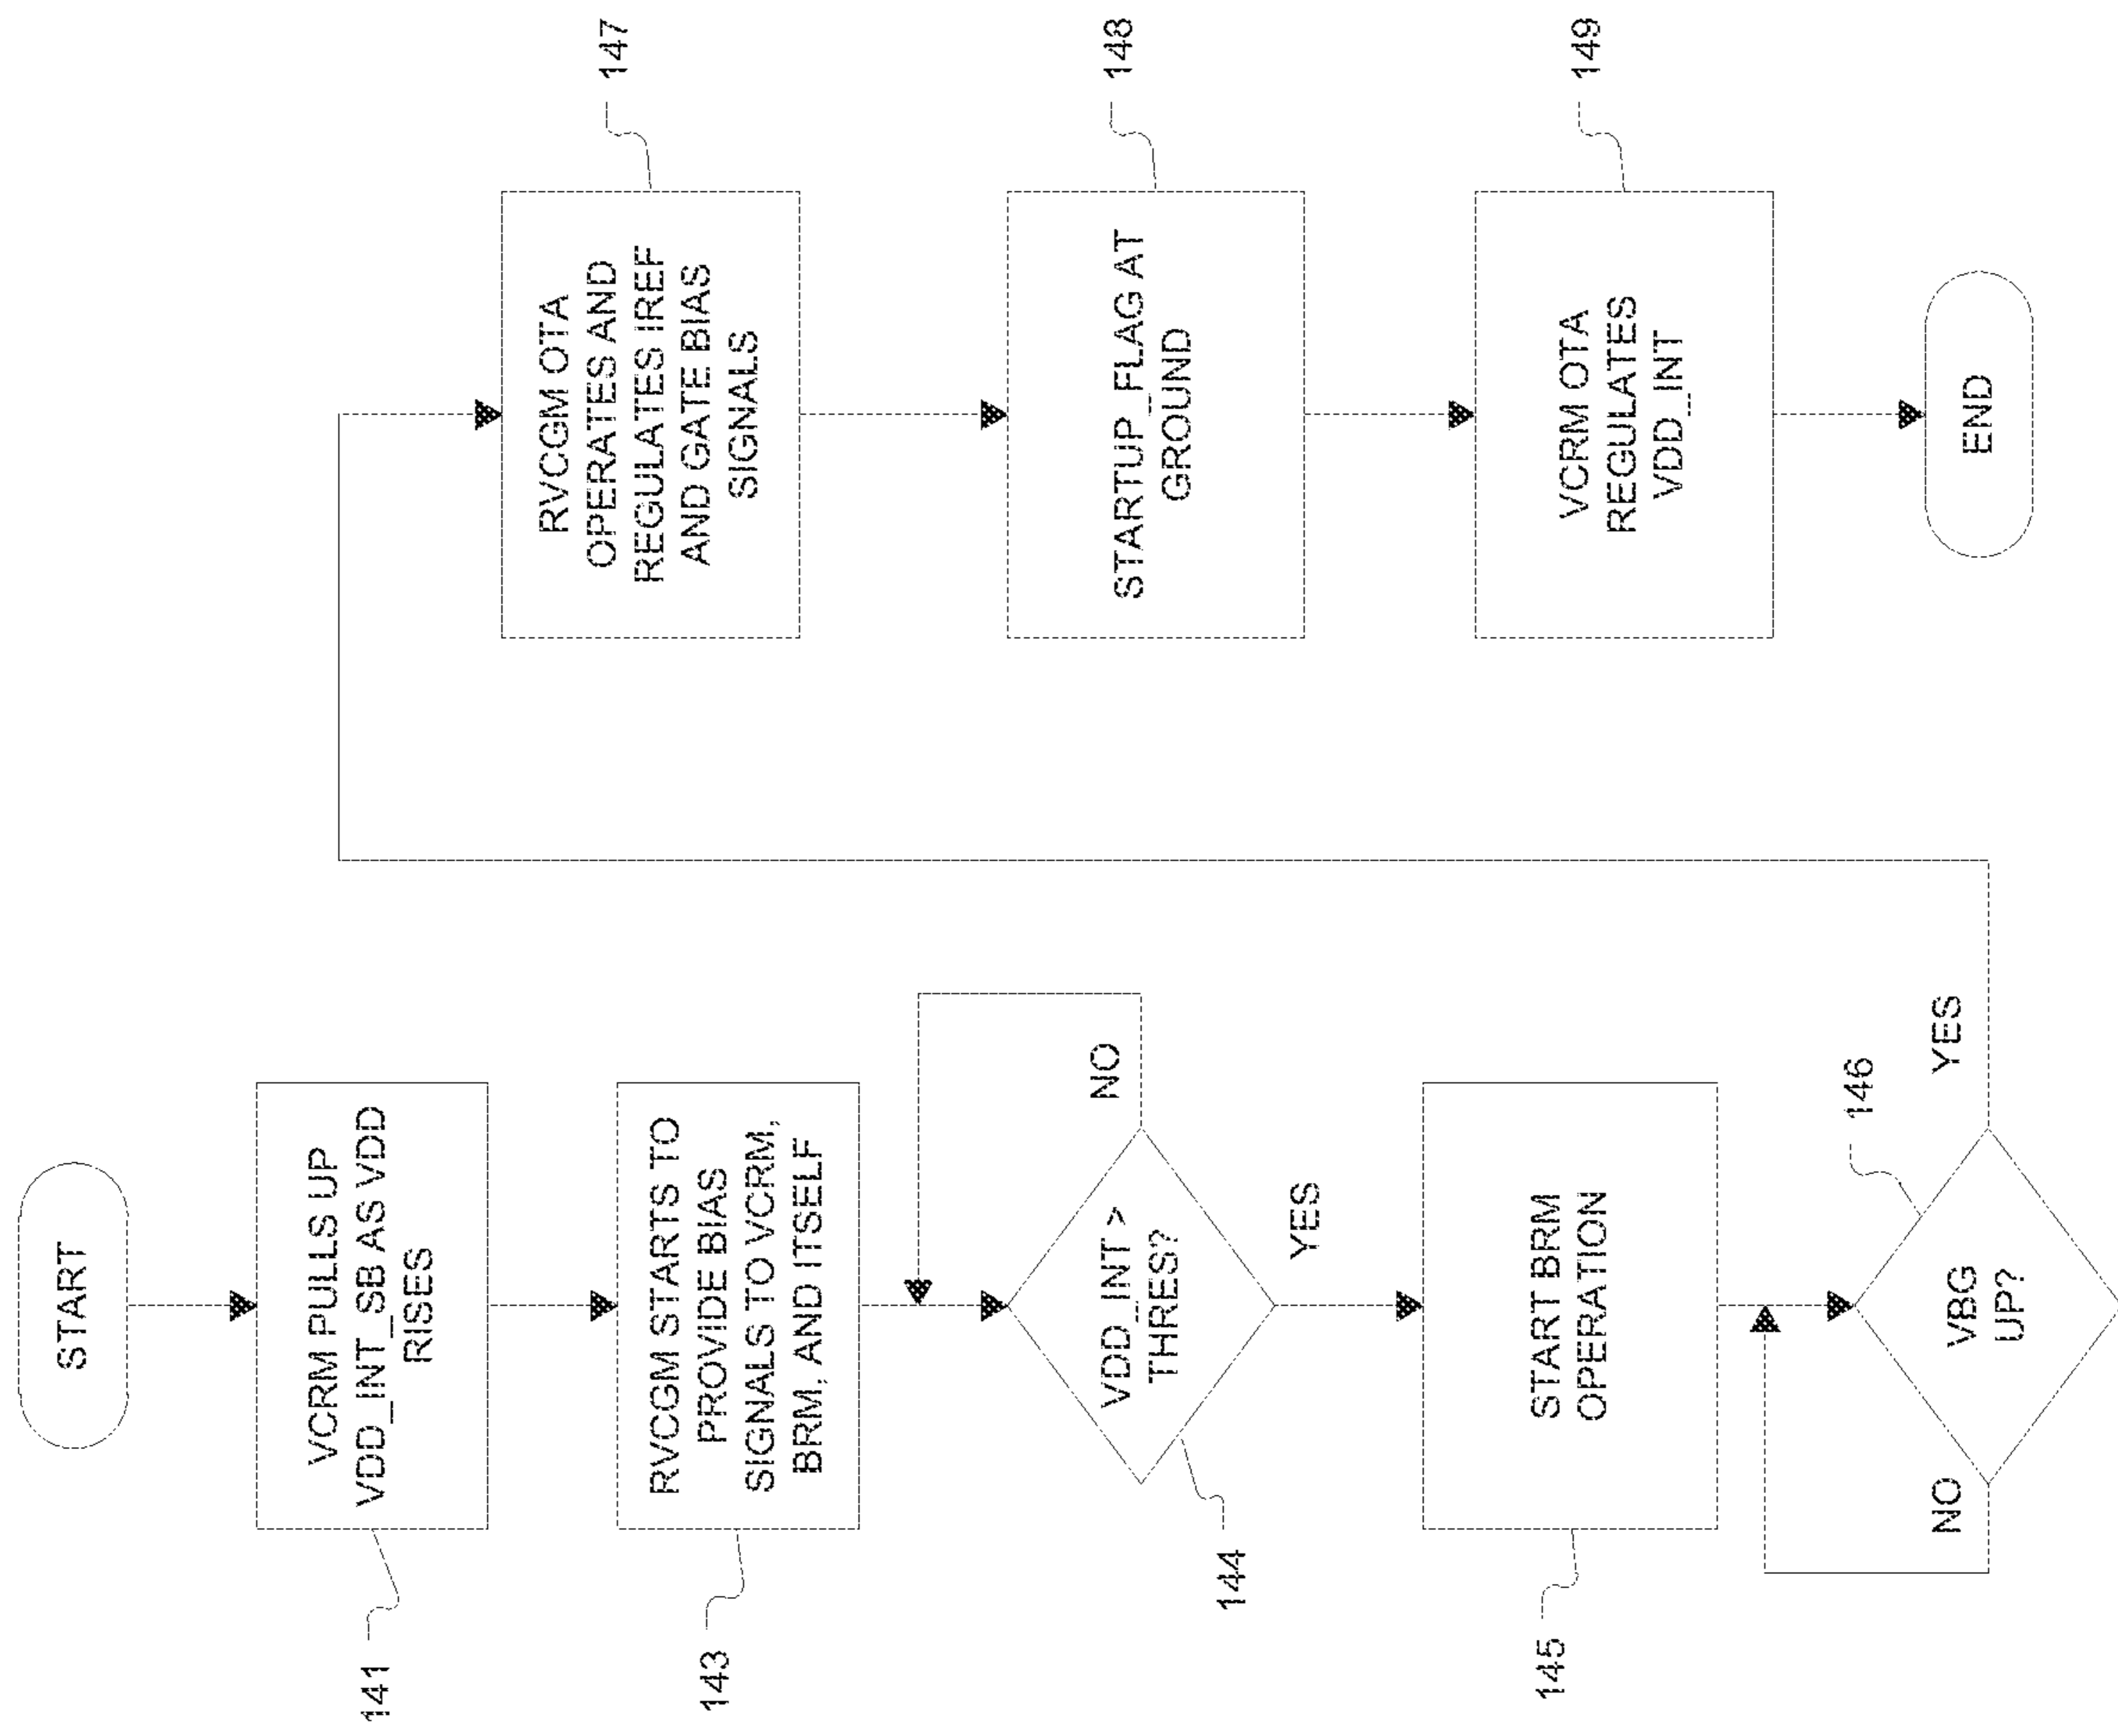 START
VCRM PULLS UP
VDD_INT_SB AS VDD
RISES
141
RVCGM STARTS TO
PROVIDE BIAS
SIGNALS TO VCRM,
BRM, AND ITSELF
143
VDD_INT >
THRES?
NO
YES
144
START BRM
OPERATION
145
VBG
UP?
NO
YES
146
RVCGM OTA
OPERATES AND
REGULATES IREF
AND GATE BIAS
SIGNALS
147
STARTUP_FLAG AT
GROUND
148
VCRM OTA
REGULATES
VDD_INT
149
END